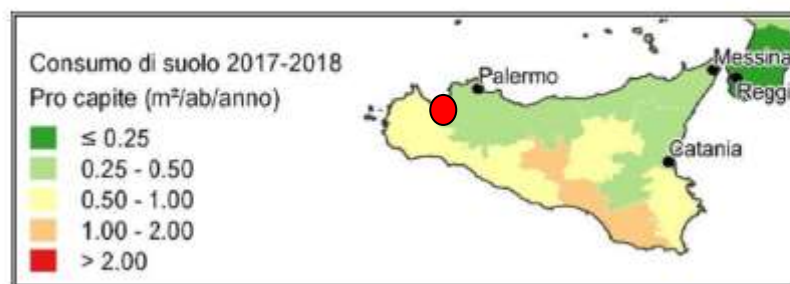 Consumo di suolo 2017-2018
Pro capite (m²/ab/anno)
≤ 0.25
0.25 - 0.50
0.50 - 1.00
1.00 - 2.00
> 2.00
Palermo
Messina
Reggi
Catania